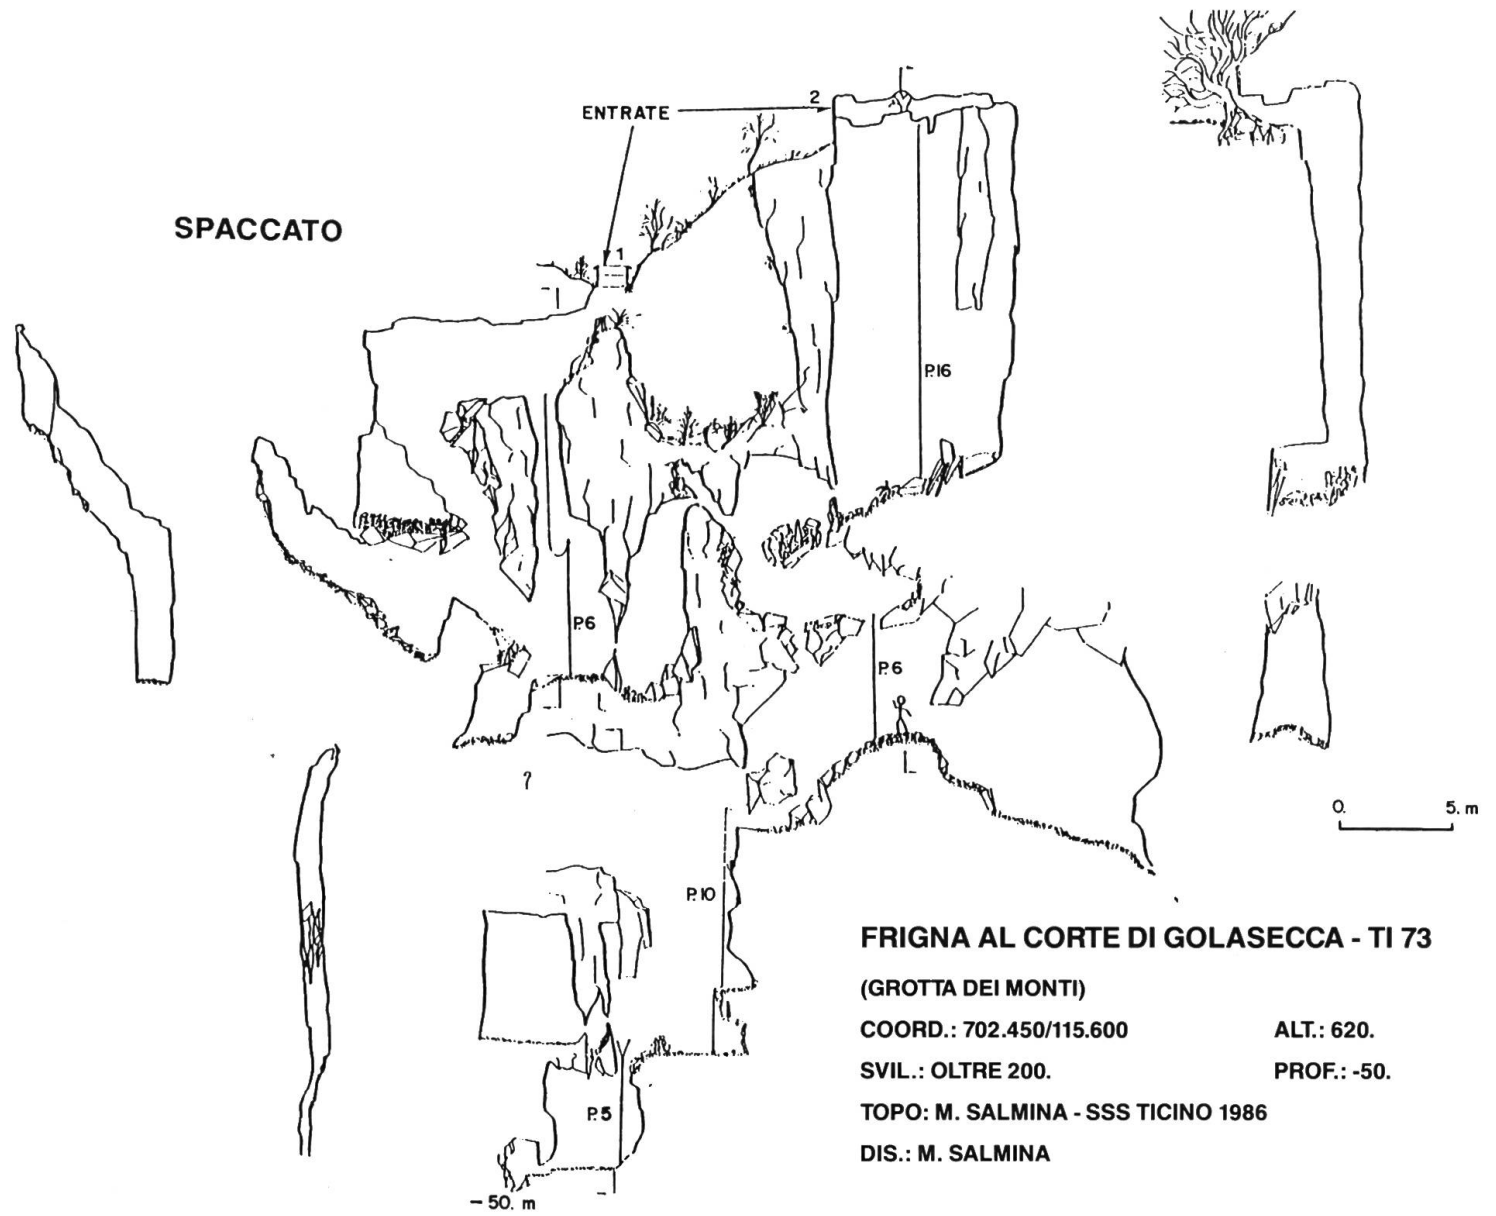 2
ENTRATE
SPACCATO
1
P.16
P.6
P.6
?
0. 5. m
P.10
FRIGNA AL CORTE DI GOLASECCA - TI 73
(GROTTA DEI MONTI)
COORD.: 702.450/115.600 ALT.: 620.
SVIL.: OLTRE 200. PROF.: -50.
TOPO: M. SALMINA - SSS TICINO 1986
P.5
DIS.: M. SALMINA
- 50. m